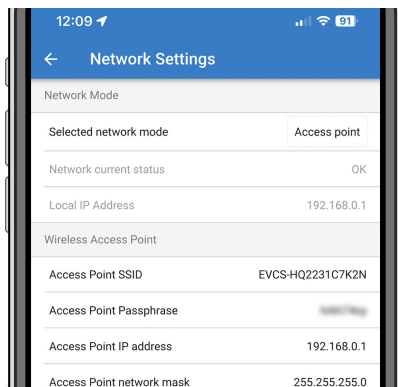 12:09 91
Network Settings
Network Mode
Selected network mode Access point
Network current status OK
Local IP Address 192.168.0.1
Wireless Access Point
Access Point SSID EVCS-HQ2231C7K2N
Access Point Passphrase
Access Point IP address 192.168.0.1
Access Point network mask 255.255.255.0